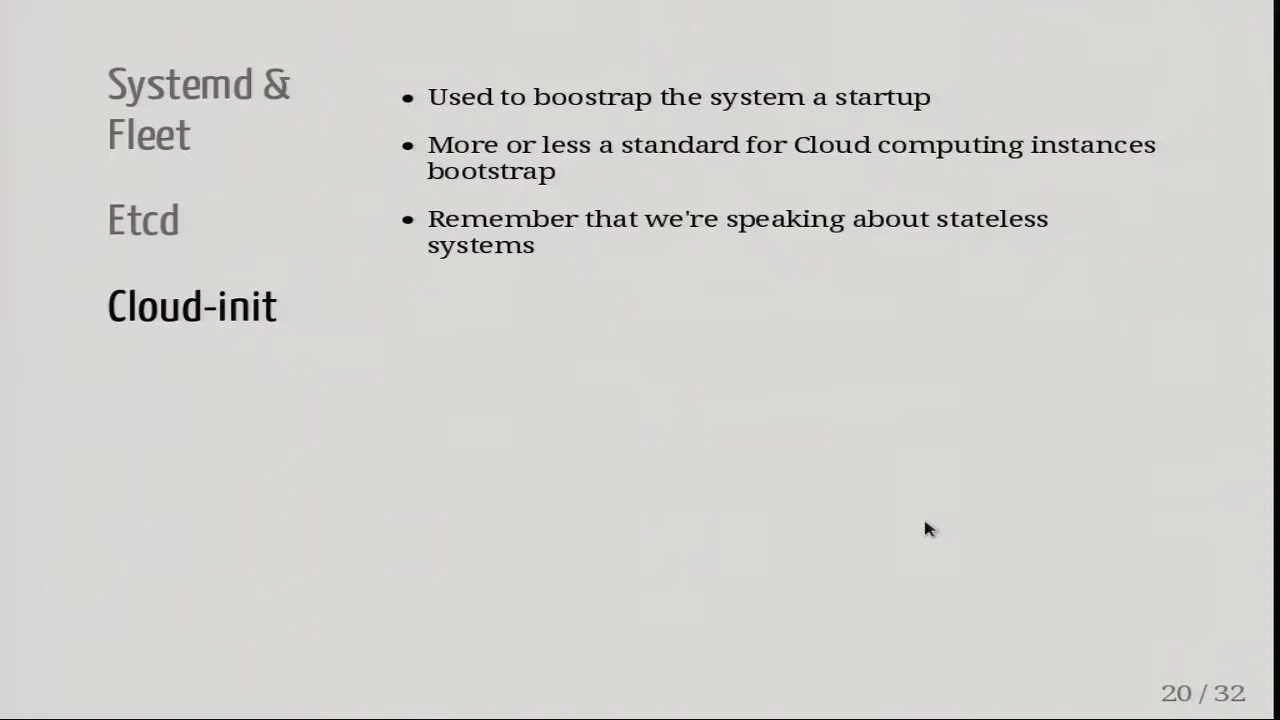 Systemd &
Fleet
Etcd
Cloud-init
• Used to boostrap the system a startup
• More or less a standard for Cloud computing instances
bootstrap
• Remember that we're speaking about stateless
systems
20 / 32